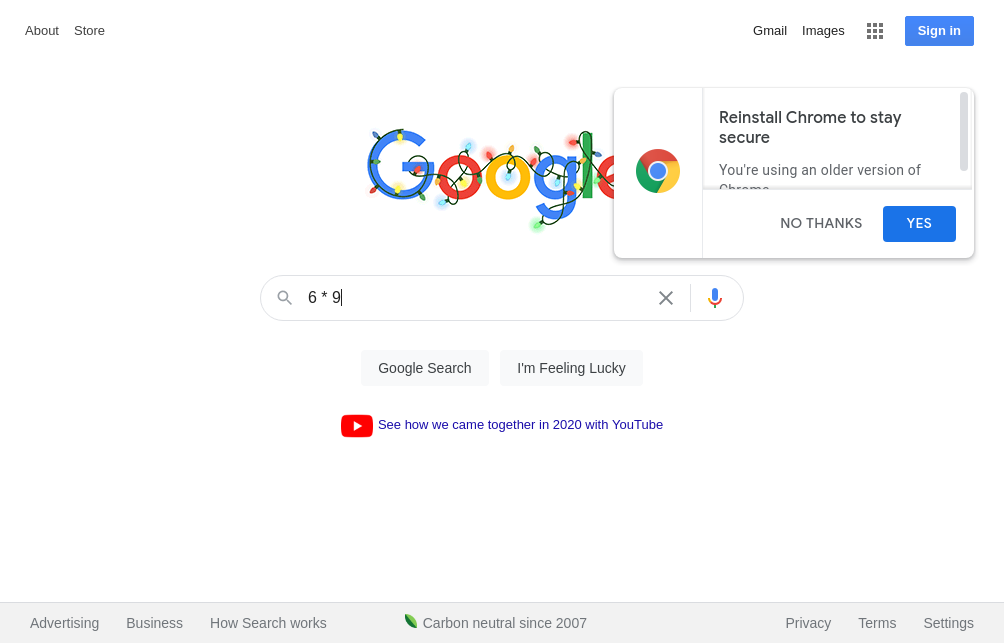 About Store
Gmail Images Sign in
Google
Reinstall Chrome to stay
secure
You're using an older version of
Chrome
NO THANKS YES
6 * 9
Google Search I'm Feeling Lucky
See how we came together in 2020 with YouTube
Advertising Business How Search works Carbon neutral since 2007 Privacy Terms Settings